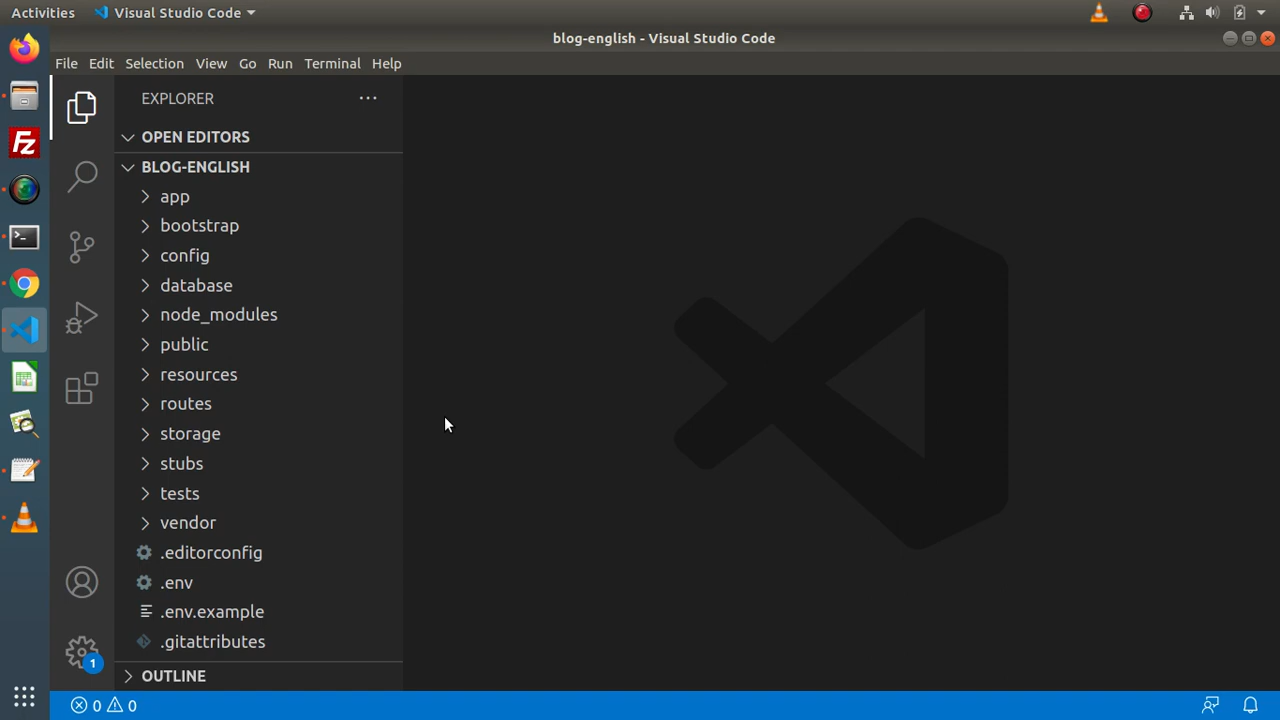 Activities Visual Studio Code
blog-english - Visual Studio Code
File Edit Selection View Go Run Terminal Help
EXPLORER
OPEN EDITORS
BLOG-ENGLISH
app
bootstrap
config
database
node_modules
public
resources
routes
storage
stubs
tests
vendor
.editorconfig
.env
.env.example
.gitattributes
OUTLINE
1
0 0